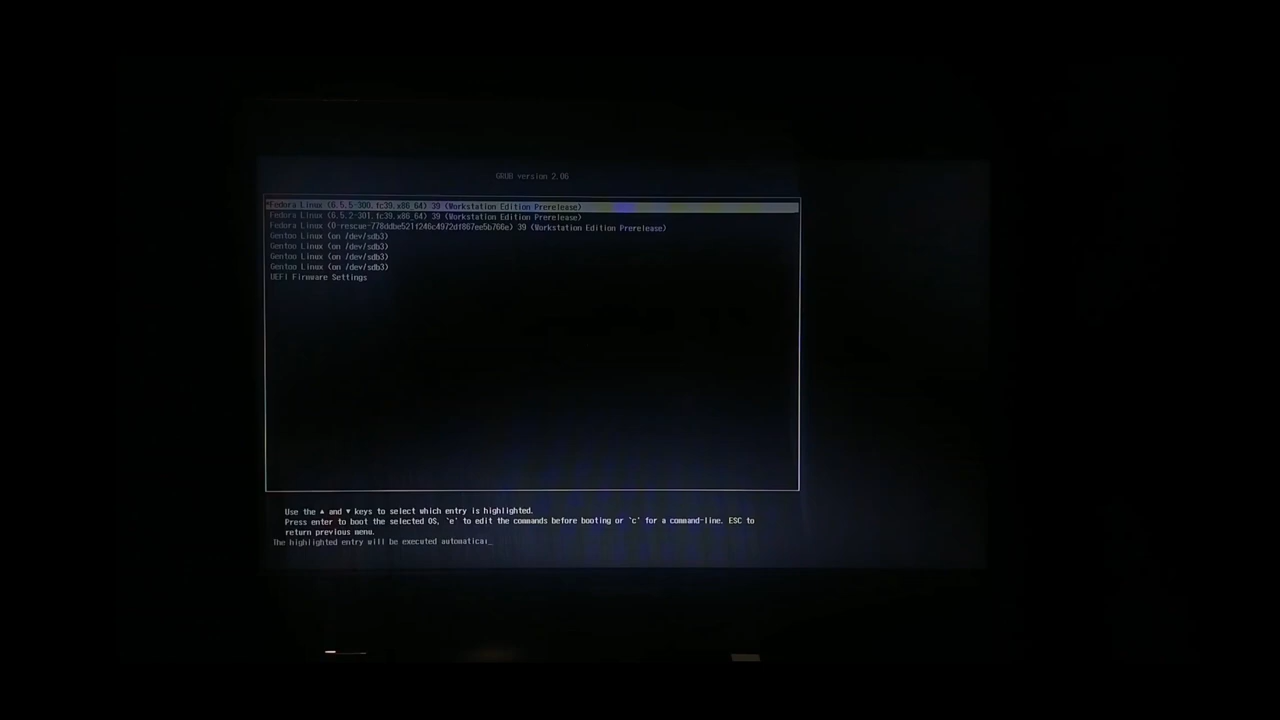 GRUB version 2.06
*Fedora Linux (6.5.5-300.fc39.x86_64) 39 (Workstation Edition Prerelease)
Fedora Linux (6.5.2-301.fc39.x86_64) 39 (Workstation Edition Prerelease)
Fedora Linux (0-rescue-778ddbe521f246c4972df867ee5b766e) 39 (Workstation Edition Prerelease)
Gentoo Linux (on /dev/sdb3)
Gentoo Linux (on /dev/sdb3)
Gentoo Linux (on /dev/sdb3)
Gentoo Linux (on /dev/sdb3)
UEFI Firmware Settings
Use the ▲ and ▼ keys to select which entry is highlighted.
Press enter to boot the selected OS, `e' to edit the commands before booting or `c' for a command-line. ESC to
return previous menu.
The highlighted entry will be executed automatica